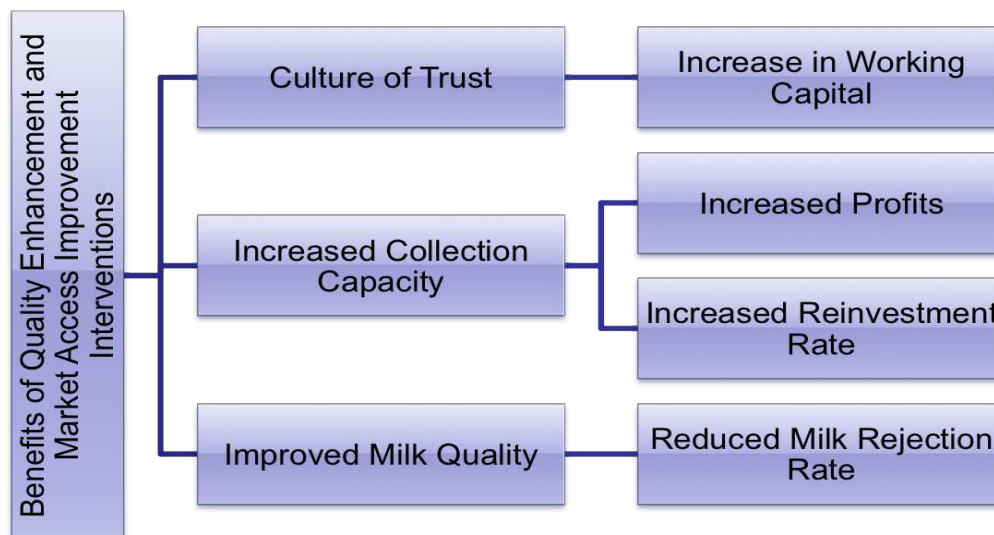 Benefits of Quality Enhancement and
Market Access Improvement
Interventions
Culture of Trust
Increase in Working
Capital
Increased Collection
Capacity
Increased Profits
Increased Reinvestment
Rate
Improved Milk Quality
Reduced Milk Rejection
Rate